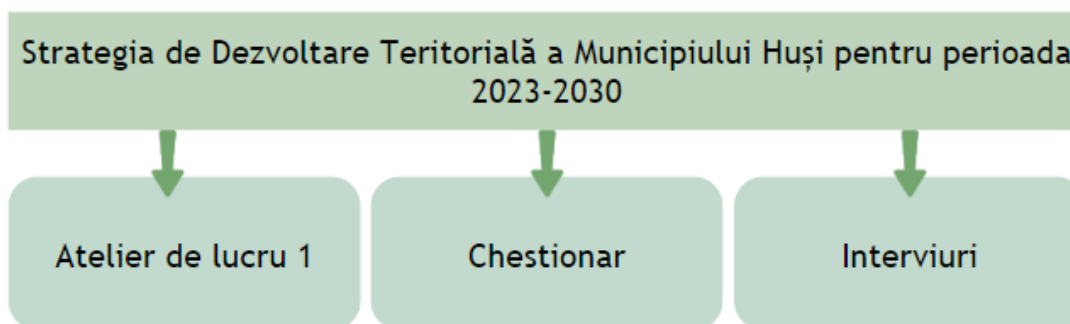 Strategia de Dezvoltare Teritorială a Municipiului Huși pentru perioada
2023-2030
Atelier de lucru 1
Chestionar
Interviuri